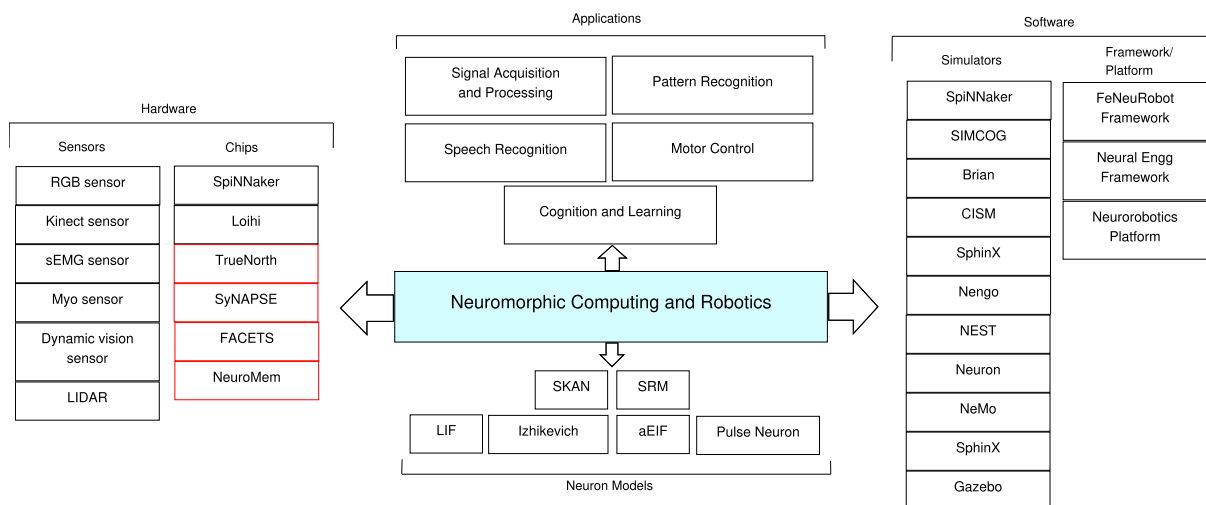 Hardware
Sensors
Chips
RGB sensor
Kinect sensor
sEMG sensor
Myo sensor
Dynamic vision
sensor
LIDAR
SpiNNaker
Loihi
TrueNorth
SyNAPSE
FACETS
NeuroMem
Applications
Signal Acquisition
and Processing
Pattern Recognition
Speech Recognition
Motor Control
Cognition and Learning
Neuromorphic Computing and Robotics
SKAN
SRM
LIF
Izhikevich
aEIF
Pulse Neuron
Neuron Models
Software
Simulators
Framework/
Platform
SpiNNaker
SIMCOG
Brian
CISM
SphinX
Nengo
NEST
Neuron
NeMo
SphinX
Gazebo
FeNeuRobot
Framework
Neural Engg
Framework
Neurorobotics
Platform